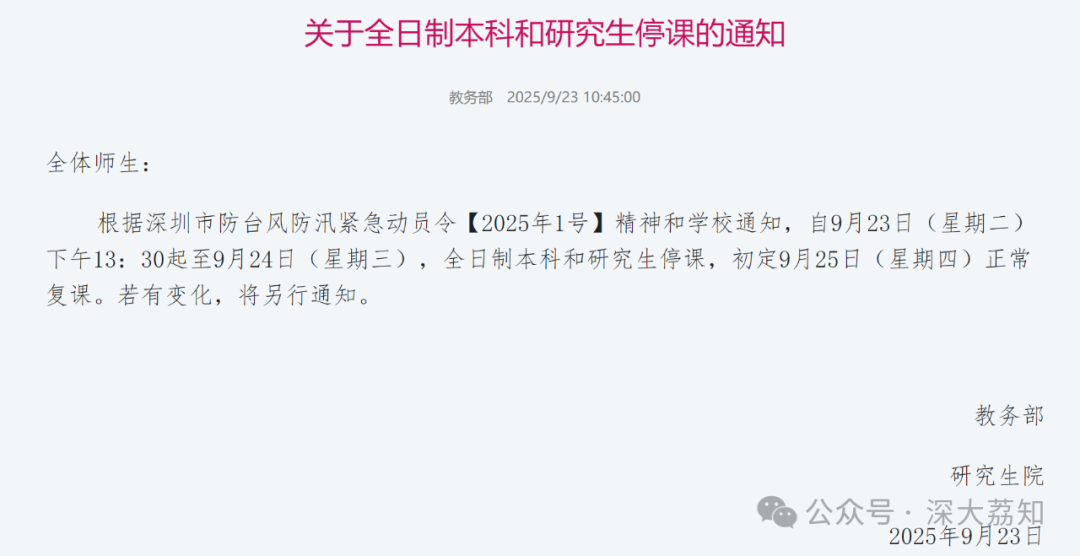 关于全日制本科和研究生停课的通知
教务部 2025/9/23 10:45:00
全体师生：
根据深圳市防台风防汛紧急动员令【2025年1号】精神和学校通知，自9月23日（星期二）
下午13：30起至9月24日（星期三），全日制本科和研究生停课，初定9月25日（星期四）正常
复课。若有变化，将另行通知。
教务部
研究生院
公众号·深大荔知
2025年9月23日